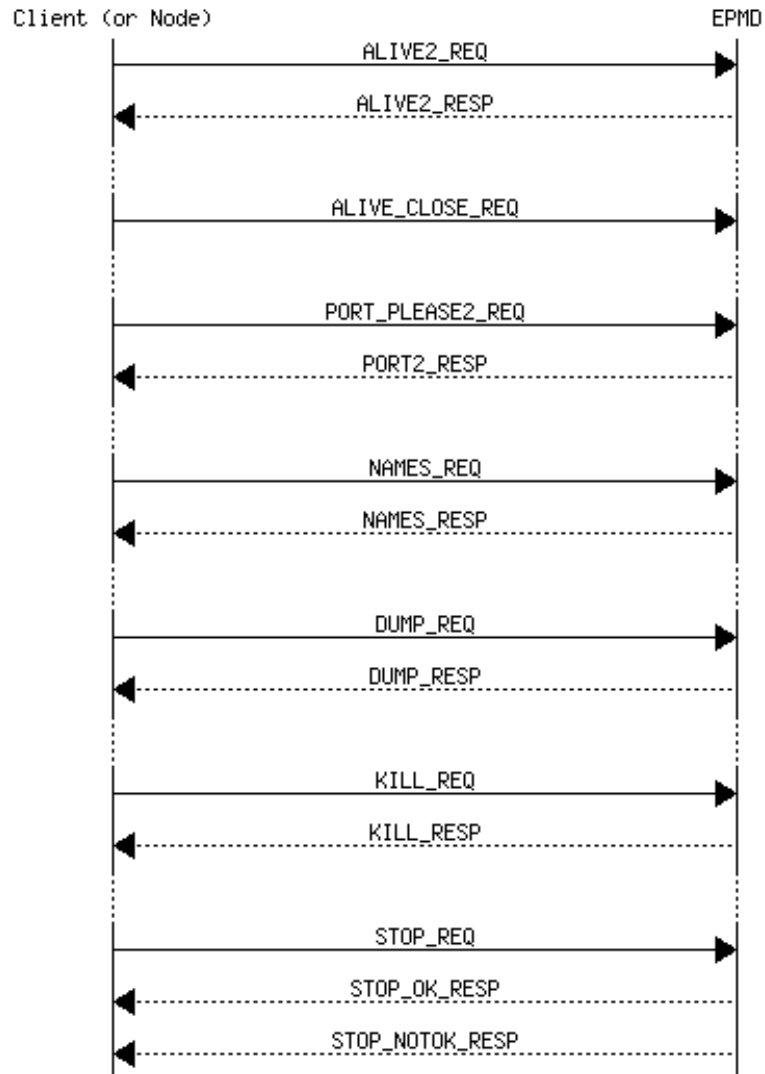 Client (or Node) EPMD
ALIVE2_REQ
ALIVE2_RESP
ALIVE_CLOSE_REQ
PORT_PLEASE2_REQ
PORT2_RESP
NAMES_REQ
NAMES_RESP
DUMP_REQ
DUMP_RESP
KILL_REQ
KILL_RESP
STOP_REQ
STOP_OK_RESP
STOP_NOTOK_RESP